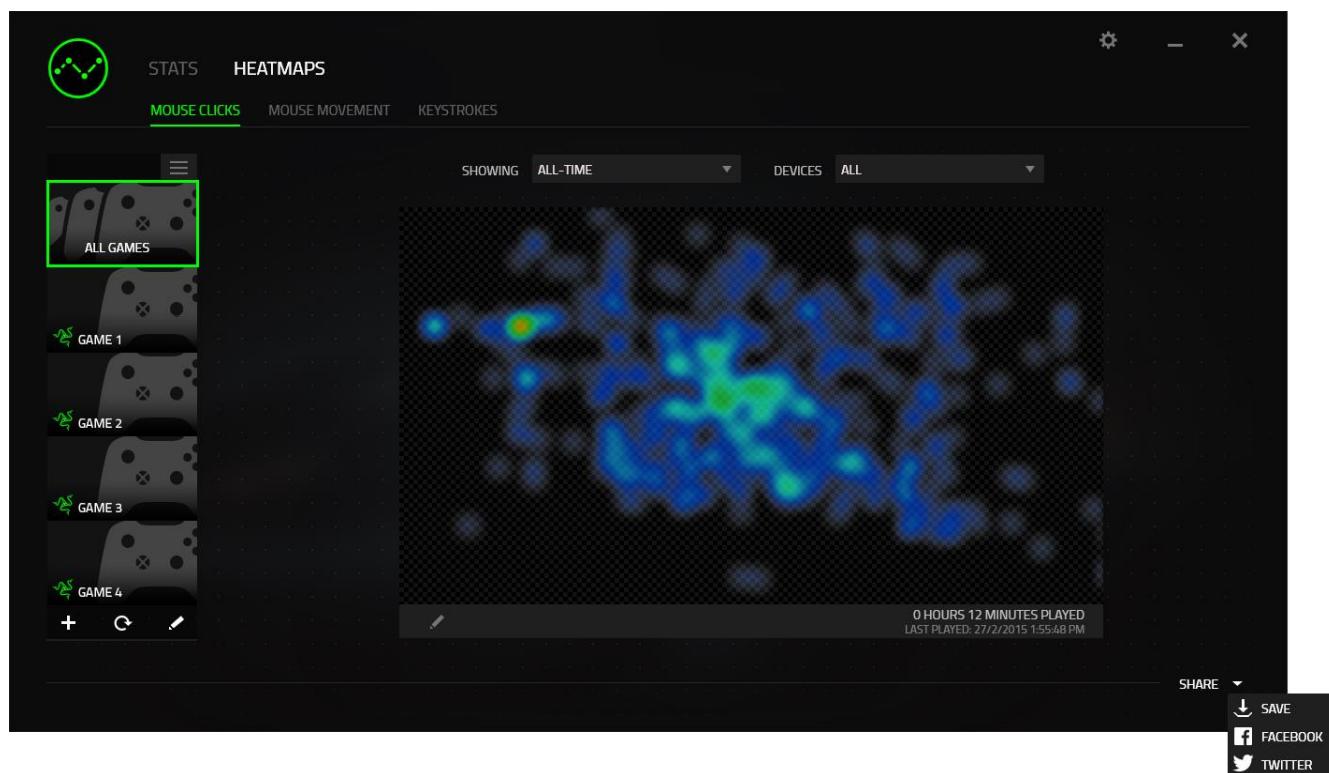 STATS HEATMAPS
MOUSE CLICKS MOUSE MOVEMENT KEYSTROKES
SHOWING ALL-TIME DEVICES ALL
ALL GAMES
GAME 1
GAME 2
GAME 3
GAME 4
0 HOURS 12 MINUTES PLAYED
LAST PLAYED: 27/2/2015 1:55:48 PM
SHARE
SAVE
FACEBOOK
TWITTER